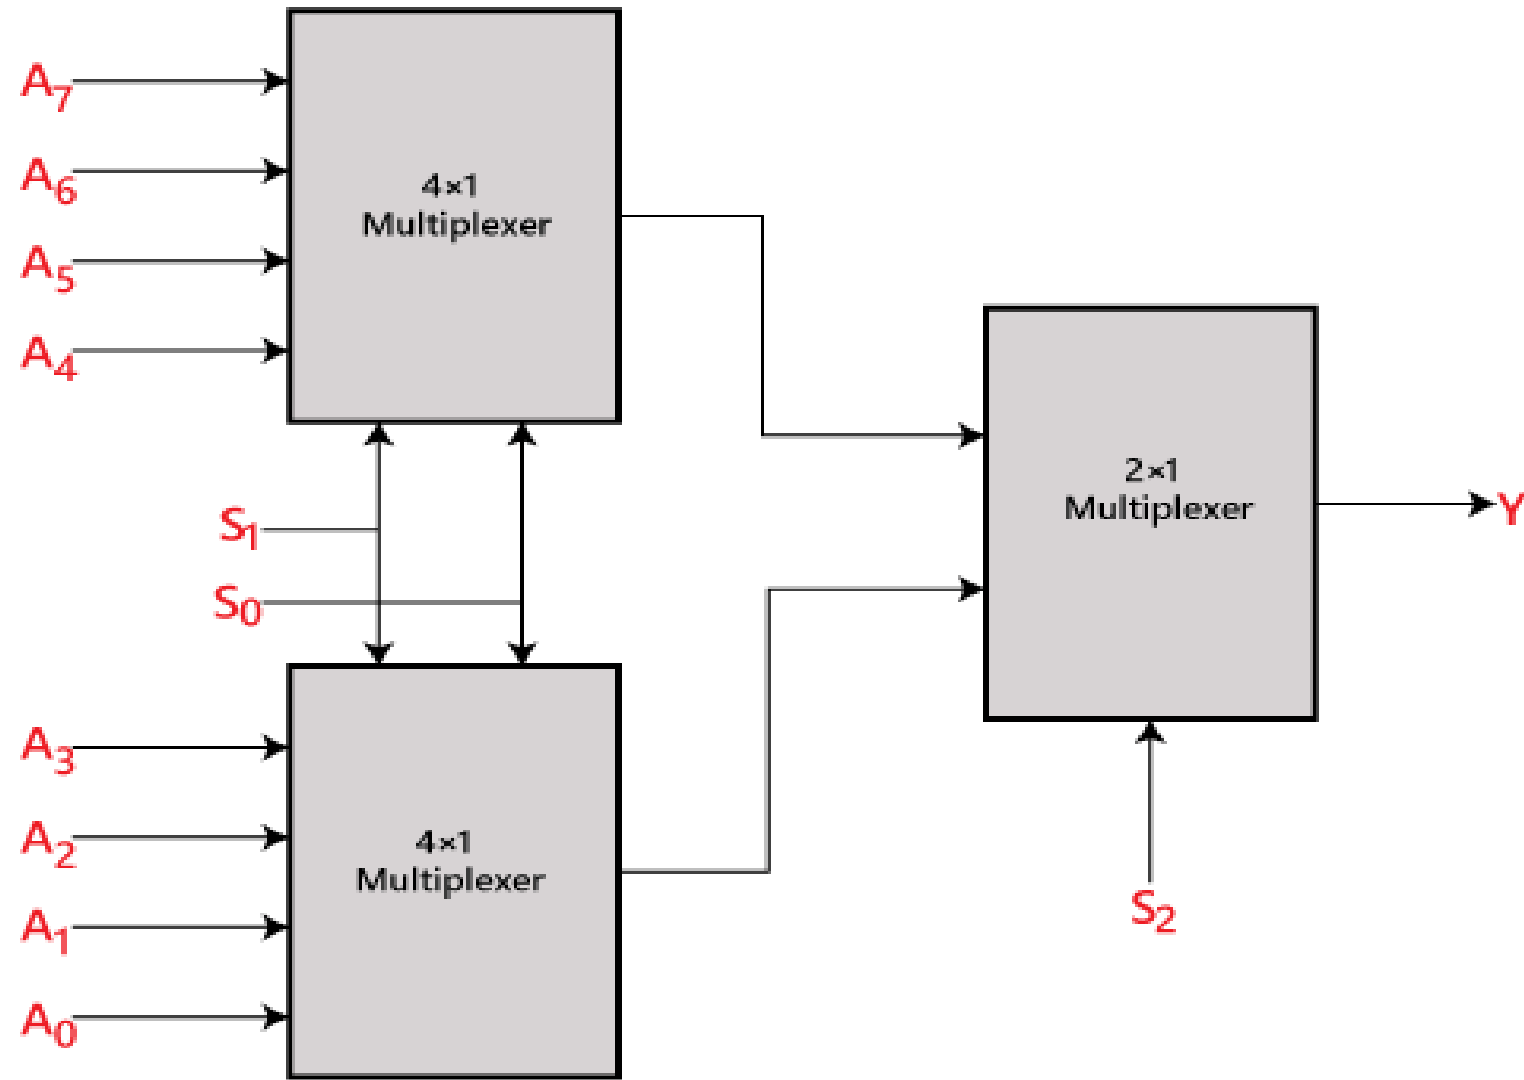 A₇
A₆
A₅
A₄
4×1
Multiplexer
S₁
S₀
A₃
A₂
A₁
A₀
4×1
Multiplexer
2×1
Multiplexer
Y
S₂